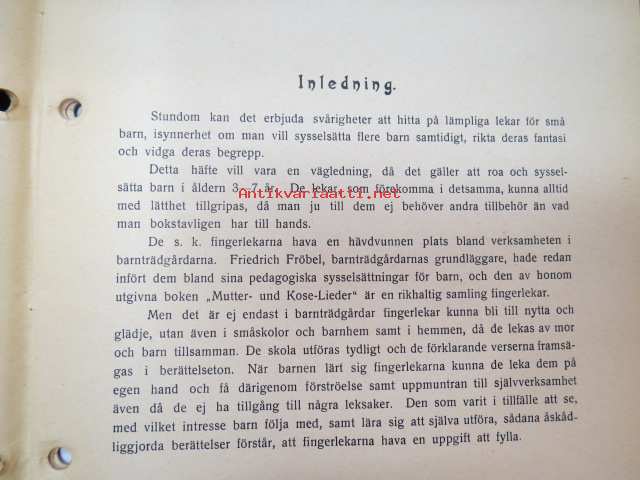 Inledning.
Stundom kan det erbjuda svårigheter att hitta på lämpliga lekar för små
barn, isynnerhet om man vill sysselsätta flere barn samtidigt, rikta deras fantasi
och vidga deras begrepp.
Detta häfte vill vara en vägledning, då det gäller att roa och syssel-
sätta barn i åldern 3—7 år. De lekar, som förekomma i detsamma, kunna alltid
Antikvariaatti.net
med lätthet tillgripas, då man ju till dem ej behöver andra tillbehör än vad
man bokstavligen har till hands.
De s. k. fingerlekarna hava en hävdvunnen plats bland verksamheten i
barnträdgårdarna. Friedrich Fröbel, barnträdgårdarnas grundläggare, hade redan
infört dem bland sina pedagogiska sysselsättningar för barn, och den av honom
utgivna boken „Mutter- und Kose-Lieder“ är en rikhaltig samling fingerlekar.
Men det är ej endast i barnträdgårdar fingerlekar kunna bli till nytta och
glädje, utan även i småskolor och barnhem samt i hemmen, då de lekas av mor
och barn tillsamman. De skola utföras tydligt och de förklarande verserna framsä-
gas i berättelseton. När barnen lärt sig fingerlekarna kunna de leka dem på
egen hand och få därigenom förströelse samt uppmuntran till självverksamhet
även då de ej ha tillgång till några leksaker. Den som varit i tillfälle att se,
med vilket intresse barn följa med, samt lära sig att själva utföra, sådana åskåd-
liggjorda berättelser förstår, att fingerlekarna hava en uppgift att fylla.